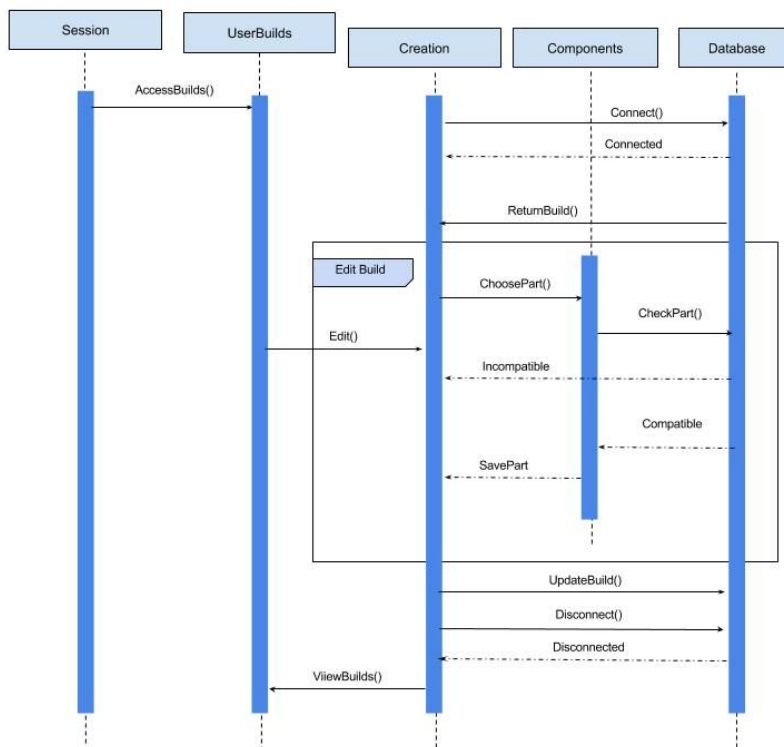 Session
UserBuilds
Creation
Components
Database
AccessBuilds()
Connect()
Connected
ReturnBuild()
Edit Build
ChoosePart()
CheckPart()
Edit()
Incompatible
Compatible
SavePart
UpdateBuild()
Disconnect()
Disconnected
ViiewBuilds()